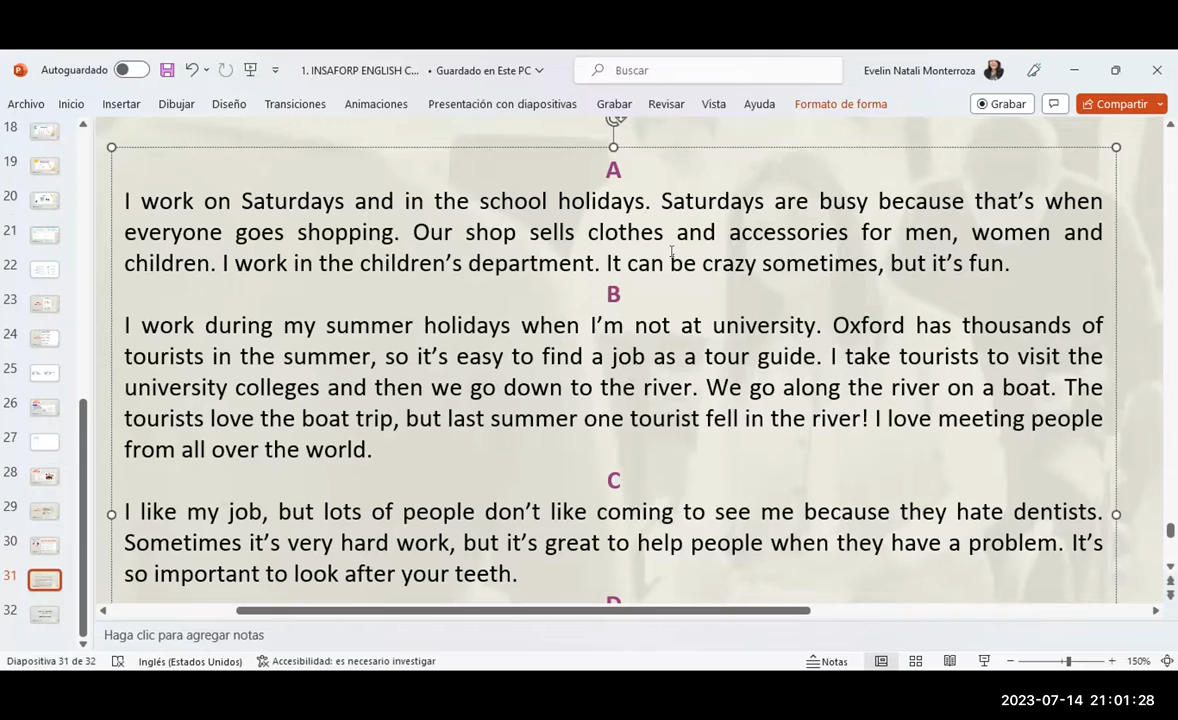 Autoguardado
1. INSAFORP ENGLISH C... • Guardado en Este PC
Buscar
Evelin Natali Monterroza
Archivo Inicio Insertar Dibujar Diseño Transiciones Animaciones Presentación con diapositivas Grabar Revisar Vista Ayuda Formato de forma Grabar Compartir
18
19
20
21
22
23
24
25
26
27
28
29
30
31
32
A
I work on Saturdays and in the school holidays. Saturdays are busy because that's when
everyone goes shopping. Our shop sells clothes and accessories for men, women and
children. I work in the children's department. It can be crazy sometimes, but it's fun.
B
I work during my summer holidays when I'm not at university. Oxford has thousands of
tourists in the summer, so it's easy to find a job as a tour guide. I take tourists to visit the
university colleges and then we go down to the river. We go along the river on a boat. The
tourists love the boat trip, but last summer one tourist fell in the river! I love meeting people
from all over the world.
C
I like my job, but lots of people don't like coming to see me because they hate dentists.
Sometimes it's very hard work, but it's great to help people when they have a problem. It's
so important to look after your teeth.
D
Haga clic para agregar notas
Diapositiva 31 de 32 Inglés (Estados Unidos) Accesibilidad: es necesario investigar Notas 150%
2023-07-14 21:01:28